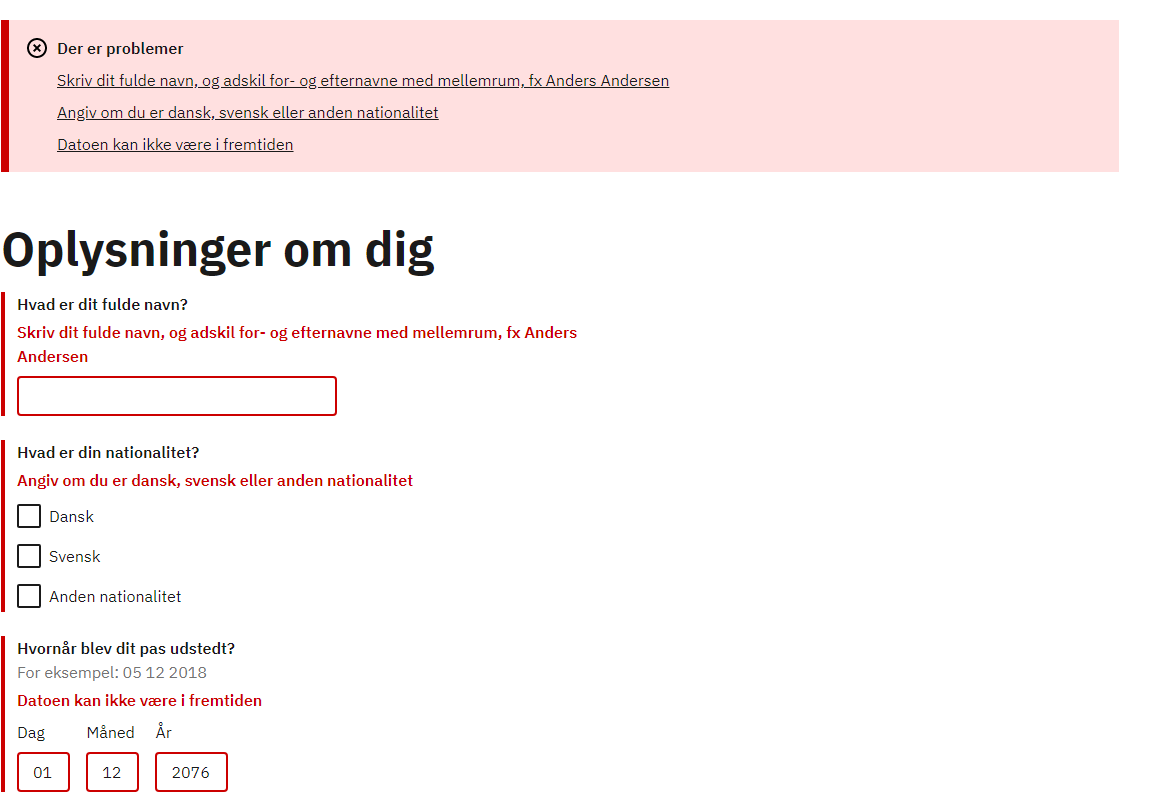 Der er problemer
Skriv dit fulde navn, og adskil for- og efternavne med mellemrum, fx Anders Andersen
Angiv om du er dansk, svensk eller anden nationalitet
Datoen kan ikke være i fremtiden
Oplysninger om dig
Hvad er dit fulde navn?
Skriv dit fulde navn, og adskil for- og efternavne med mellemrum, fx Anders
Andersen
Hvad er din nationalitet?
Angiv om du er dansk, svensk eller anden nationalitet
Dansk
Svensk
Anden nationalitet
Hvornår blev dit pas udstedt?
For eksempel: 05 12 2018
Datoen kan ikke være i fremtiden
Dag Måned År
01 12 2076